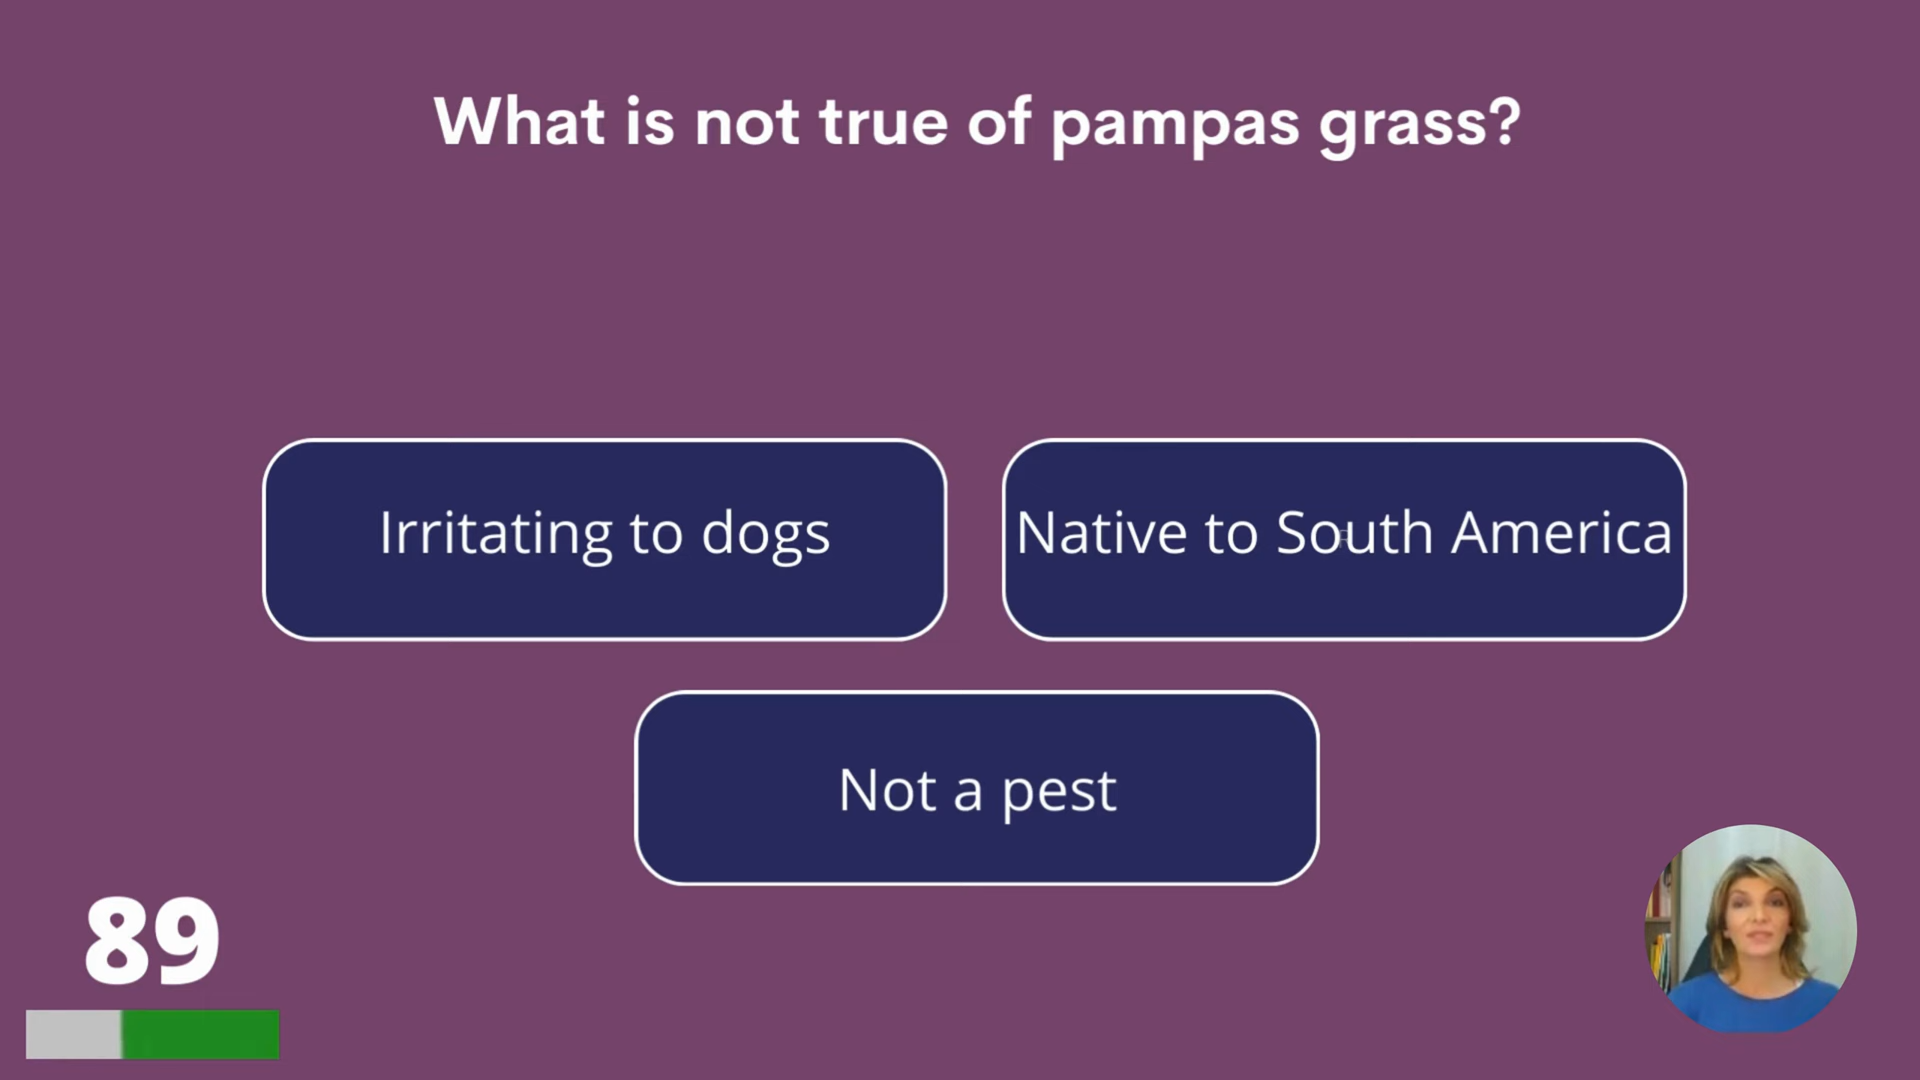 What is not true of pampas grass?
Irritating to dogs
Native to South America
Not a pest
89